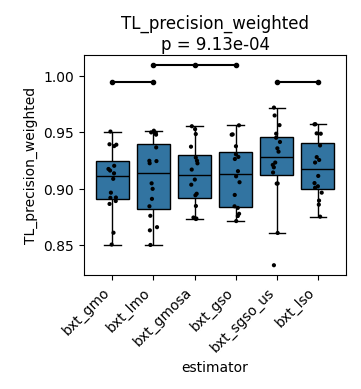 TL_precision_weighted
p = 9.13e-04
TL_precision_weighted
1.00
0.95
0.90
0.85
bxt_gmo
bxt_lmo
bxt_gmosa
bxt_gso
bxt_sgso_us
bxt_lso
estimator